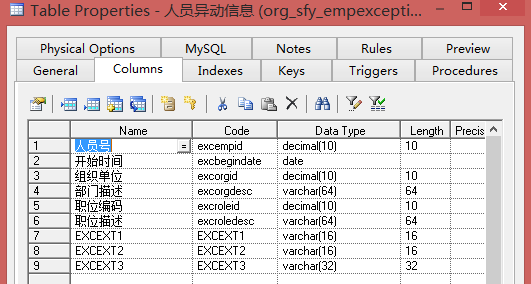 Table Properties - 人员异动信息 (org_sfy_empexcepti...
Physical Options MySQL Notes Rules Preview
General Columns Indexes Keys Triggers Procedures
Name Code Data Type Length Precis
1 人员号 = excempid decimal(10) 10
2 开始时间 excbegindate date
3 组织单位 excorgid decimal(10) 10
4 部门描述 excorgdesc varchar(64) 64
5 职位编码 excroleid decimal(10) 10
6 职位描述 excroledesc varchar(64) 64
7 EXCEXT1 EXCEXT1 varchar(16) 16
8 EXCEXT2 EXCEXT2 varchar(16) 16
9 EXCEXT3 EXCEXT3 varchar(32) 32